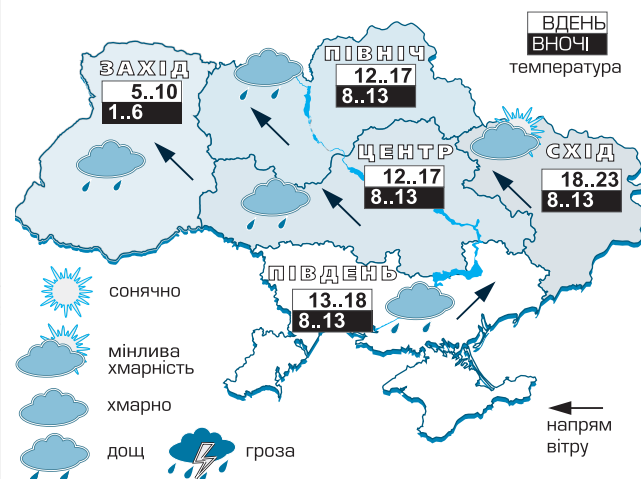 ВДЕНЬ
ВНОЧІ
температура
ЗАХІД
5..10
1..6
ПІВНІЧ
12..17
8..13
ЦЕНТР
12..17
8..13
СХІД
18..23
8..13
ПІВДЕНЬ
13..18
8..13
сонячно
мінлива
хмарність
хмарно
дощ
гроза
напрям
вітру